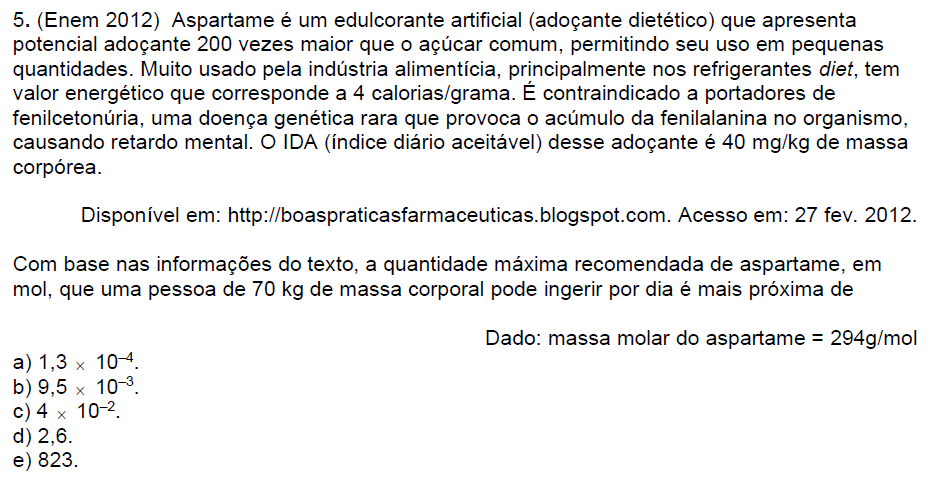 5. (Enem 2012)  Aspartame é um edulcorante artificial (adoçante dietético) que apresenta
potencial adoçante 200 vezes maior que o açúcar comum, permitindo seu uso em pequenas
quantidades. Muito usado pela indústria alimentícia, principalmente nos refrigerantes diet, tem
valor energético que corresponde a 4 calorias/grama. É contraindicado a portadores de
fenilcetonúria, uma doença genética rara que provoca o acúmulo da fenilalanina no organismo,
causando retardo mental. O IDA (índice diário aceitável) desse adoçante é 40 mg/kg de massa
corpórea.
Disponível em: http://boaspraticasfarmaceuticas.blogspot.com. Acesso em: 27 fev. 2012.
Com base nas informações do texto, a quantidade máxima recomendada de aspartame, em
mol, que uma pessoa de 70 kg de massa corporal pode ingerir por dia é mais próxima de
Dado: massa molar do aspartame = 294g/mol
a) 1,3 × 10⁻⁴.
b) 9,5 × 10⁻³.
c) 4 × 10⁻².
d) 2,6.
e) 823.